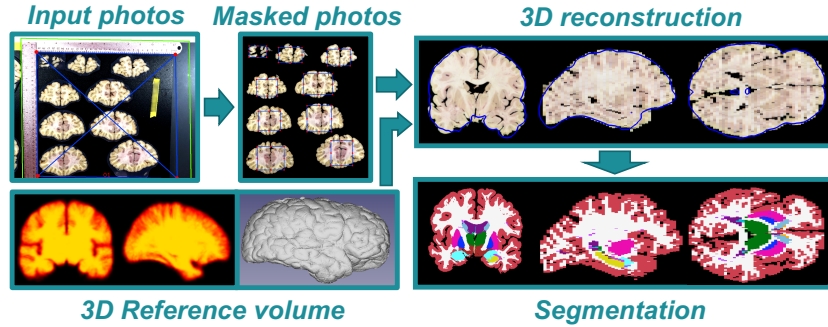 Input photos
Masked photos
3D reconstruction
3D Reference volume
Segmentation